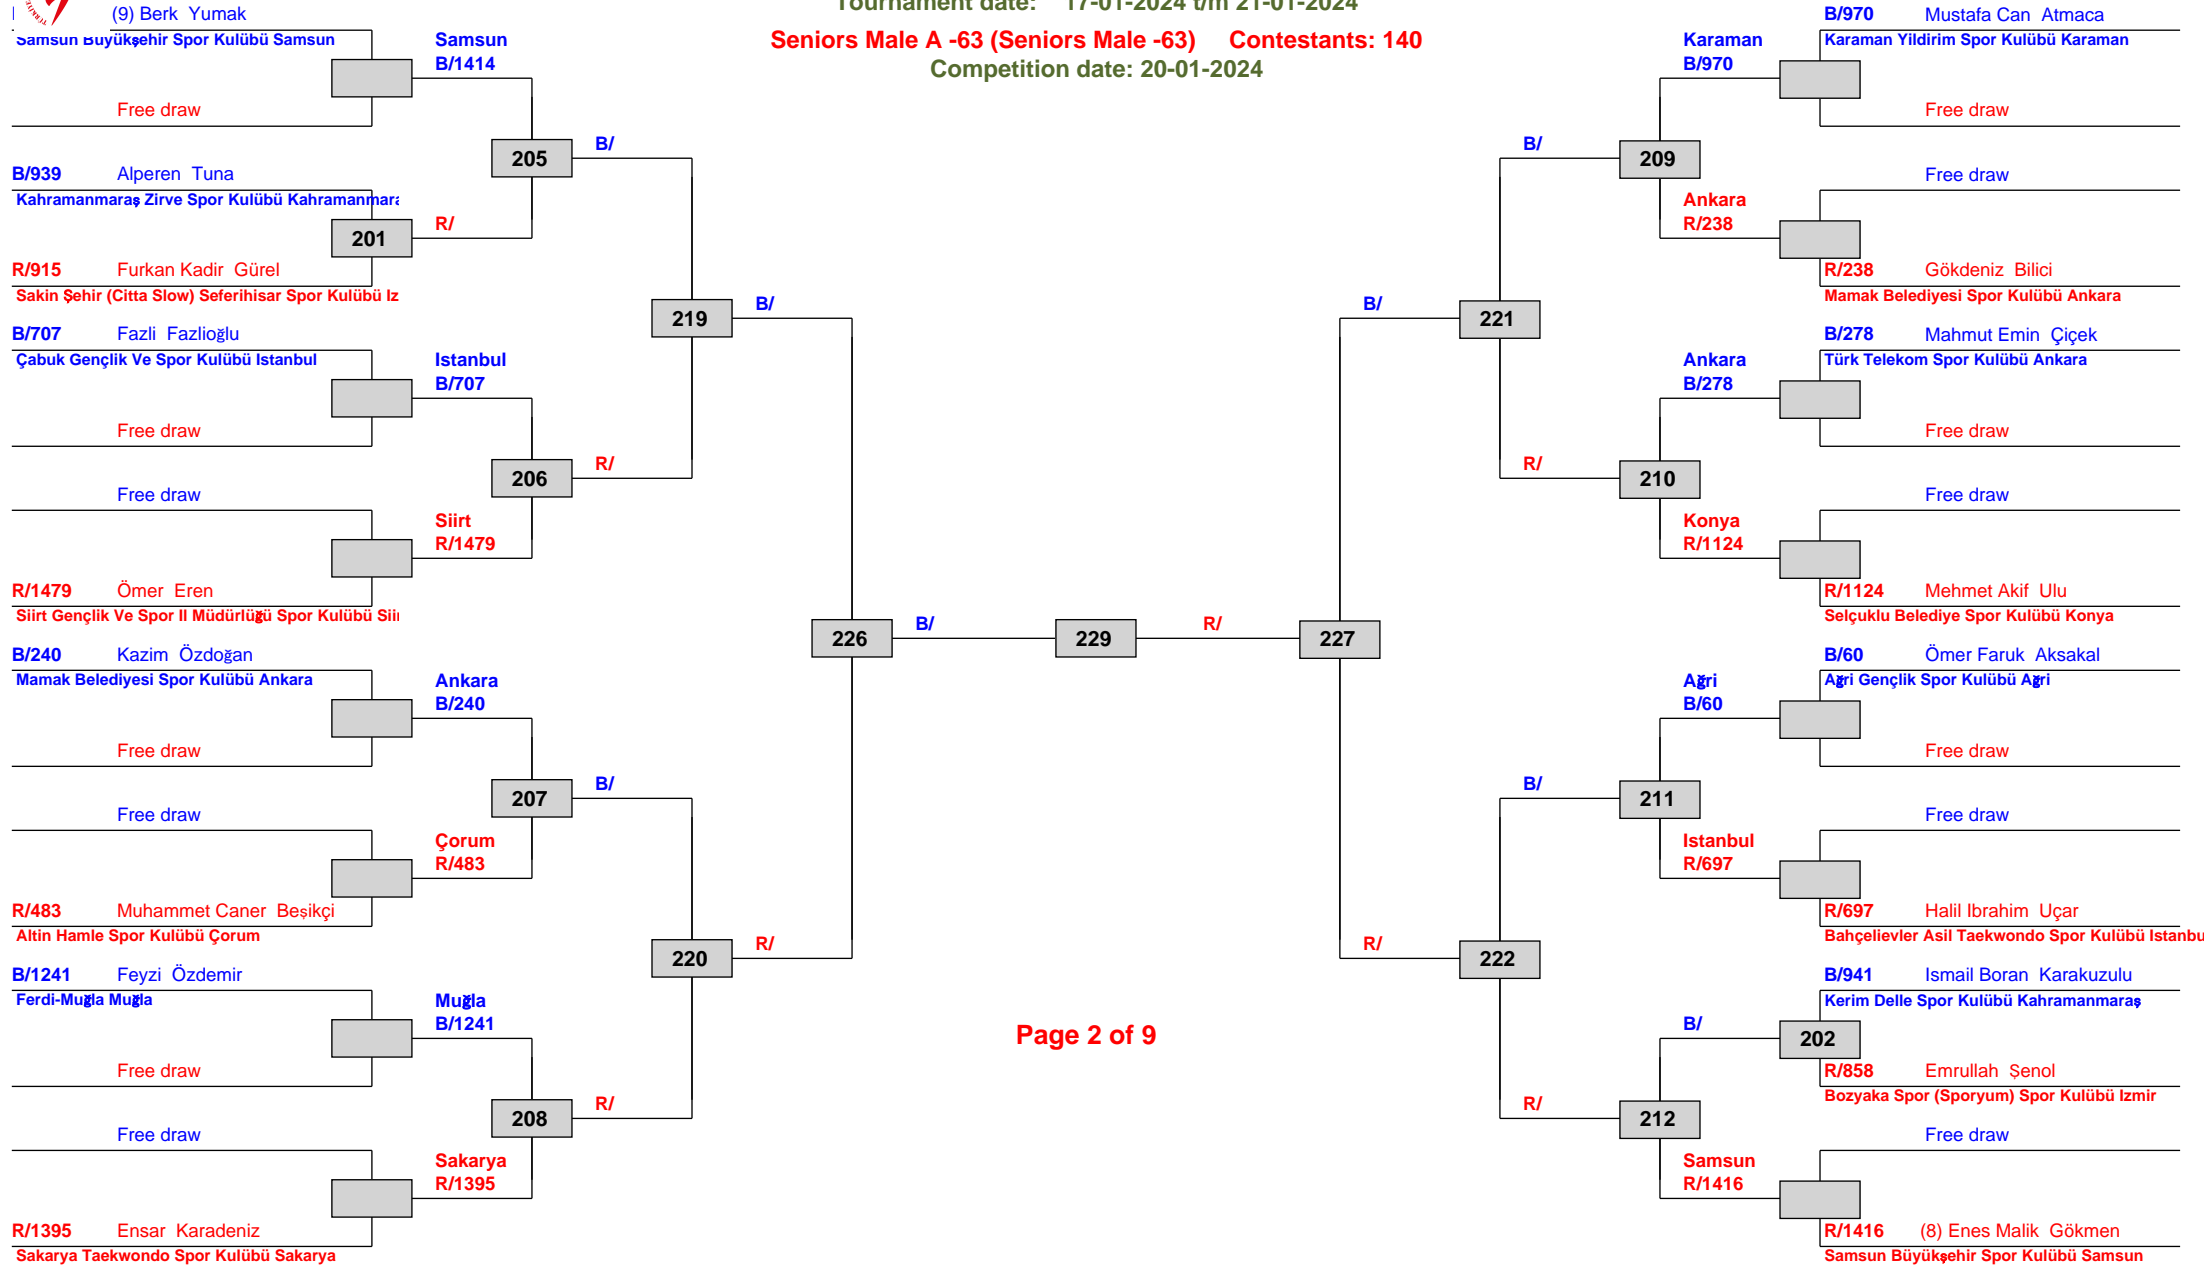 Tournament date: 17-01-2024 t/m 21-01-2024
Seniors Male A -63 (Seniors Male -63) Contestants: 140
Competition date: 20-01-2024
(9) Berk Yumak
Samsun Büyükşehir Spor Kulübü Samsun
Samsun
B/1414
Free draw
205
B/
B/939 Alperen Tuna
Kahramanmaraş Zirve Spor Kulübü Kahramanmara
201
R/
R/915 Furkan Kadir Gürel
Sakin Şehir (Citta Slow) Seferihisar Spor Kulübü Iz
219
B/
B/707 Fazli Fazlioğlu
Çabuk Gençlik Ve Spor Kulübü Istanbul
Istanbul
B/707
Free draw
206
R/
Free draw
Siirt
R/1479
R/1479 Ömer Eren
Siirt Gençlik Ve Spor Il Müdürlüğü Spor Kulübü Siir
226
B/
229
R/
227
B/240 Kazim Özdoğan
Mamak Belediyesi Spor Kulübü Ankara
Ankara
B/240
Free draw
207
B/
Free draw
Çorum
R/483
R/483 Muhammet Caner Beşikçi
Altin Hamle Spor Kulübü Çorum
220
R/
B/1241 Feyzi Özdemir
Ferdi-Muğla Muğla
Muğla
B/1241
Free draw
208
R/
Free draw
Sakarya
R/1395
R/1395 Ensar Karadeniz
Sakarya Taekwondo Spor Kulübü Sakarya
Page 2 of 9
B/970 Mustafa Can Atmaca
Karaman Yildirim Spor Kulübü Karaman
Karaman
B/970
Free draw
B/
209
Free draw
Ankara
R/238
R/238 Gökdeniz Bilici
Mamak Belediyesi Spor Kulübü Ankara
B/
221
B/278 Mahmut Emin Çiçek
Türk Telekom Spor Kulübü Ankara
Ankara
B/278
Free draw
R/
210
Free draw
Konya
R/1124
R/1124 Mehmet Akif Ulu
Selçuklu Belediye Spor Kulübü Konya
B/60 Ömer Faruk Aksakal
Ağri Gençlik Spor Kulübü Ağri
Ağri
B/60
Free draw
B/
211
Free draw
Istanbul
R/697
R/697 Halil Ibrahim Uçar
Bahçelievler Asil Taekwondo Spor Kulübü Istanbu
R/
222
B/941 Ismail Boran Karakuzulu
Kerim Delle Spor Kulübü Kahramanmaraş
B/
202
R/858 Emrullah Şenol
Bozyaka Spor (Sporyum) Spor Kulübü Izmir
R/
212
Free draw
Samsun
R/1416
R/1416 (8) Enes Malik Gökmen
Samsun Büyükşehir Spor Kulübü Samsun